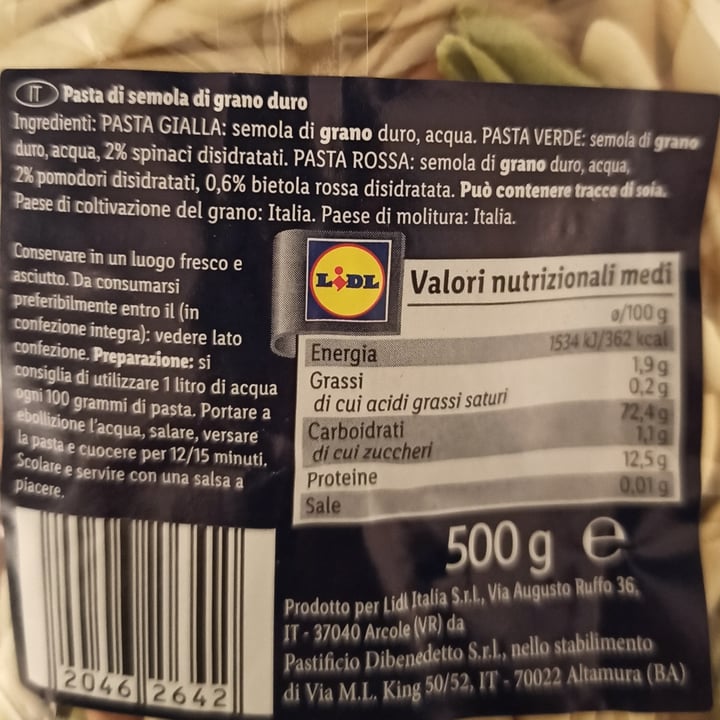 IT Pasta di semola di grano duro
Ingredienti: PASTA GIALLA: semola di grano duro, acqua. PASTA VERDE: semola di grano
duro, acqua, 2% spinaci disidratati. PASTA ROSSA: semola di grano duro, acqua,
2% pomodori disidratati, 0,6% bietola rossa disidratata. Può contenere tracce di soia.
Paese di coltivazione del grano: Italia. Paese di molitura: Italia.
Conservare in un luogo fresco e
asciutto. Da consumarsi
preferibilmente entro il (in
confezione integra): vedere lato
confezione. Preparazione: si
consiglia di utilizzare 1 litro di acqua
ogni 100 grammi di pasta. Portare a
ebollizione l'acqua, salare, versare
la pasta e cuocere per 12/15 minuti.
Scolare e servire con una salsa a
piacere.
LIDL
Valori nutrizionali medi
ø/100 g
Energia 1534 kJ/362 kcal
Grassi 1,9 g
di cui acidi grassi saturi 0,2 g
Carboidrati 72,4 g
di cui zuccheri 1,1 g
Proteine 12,5 g
Sale 0,01 g
500 g e
Prodotto per Lidl Italia S.r.l., Via Augusto Ruffo 36,
IT - 37040 Arcole (VR) da
Pastificio Dibenedetto S.r.l., nello stabilimento
di Via M.L. King 50/52, IT - 70022 Altamura (BA)
2046 2642